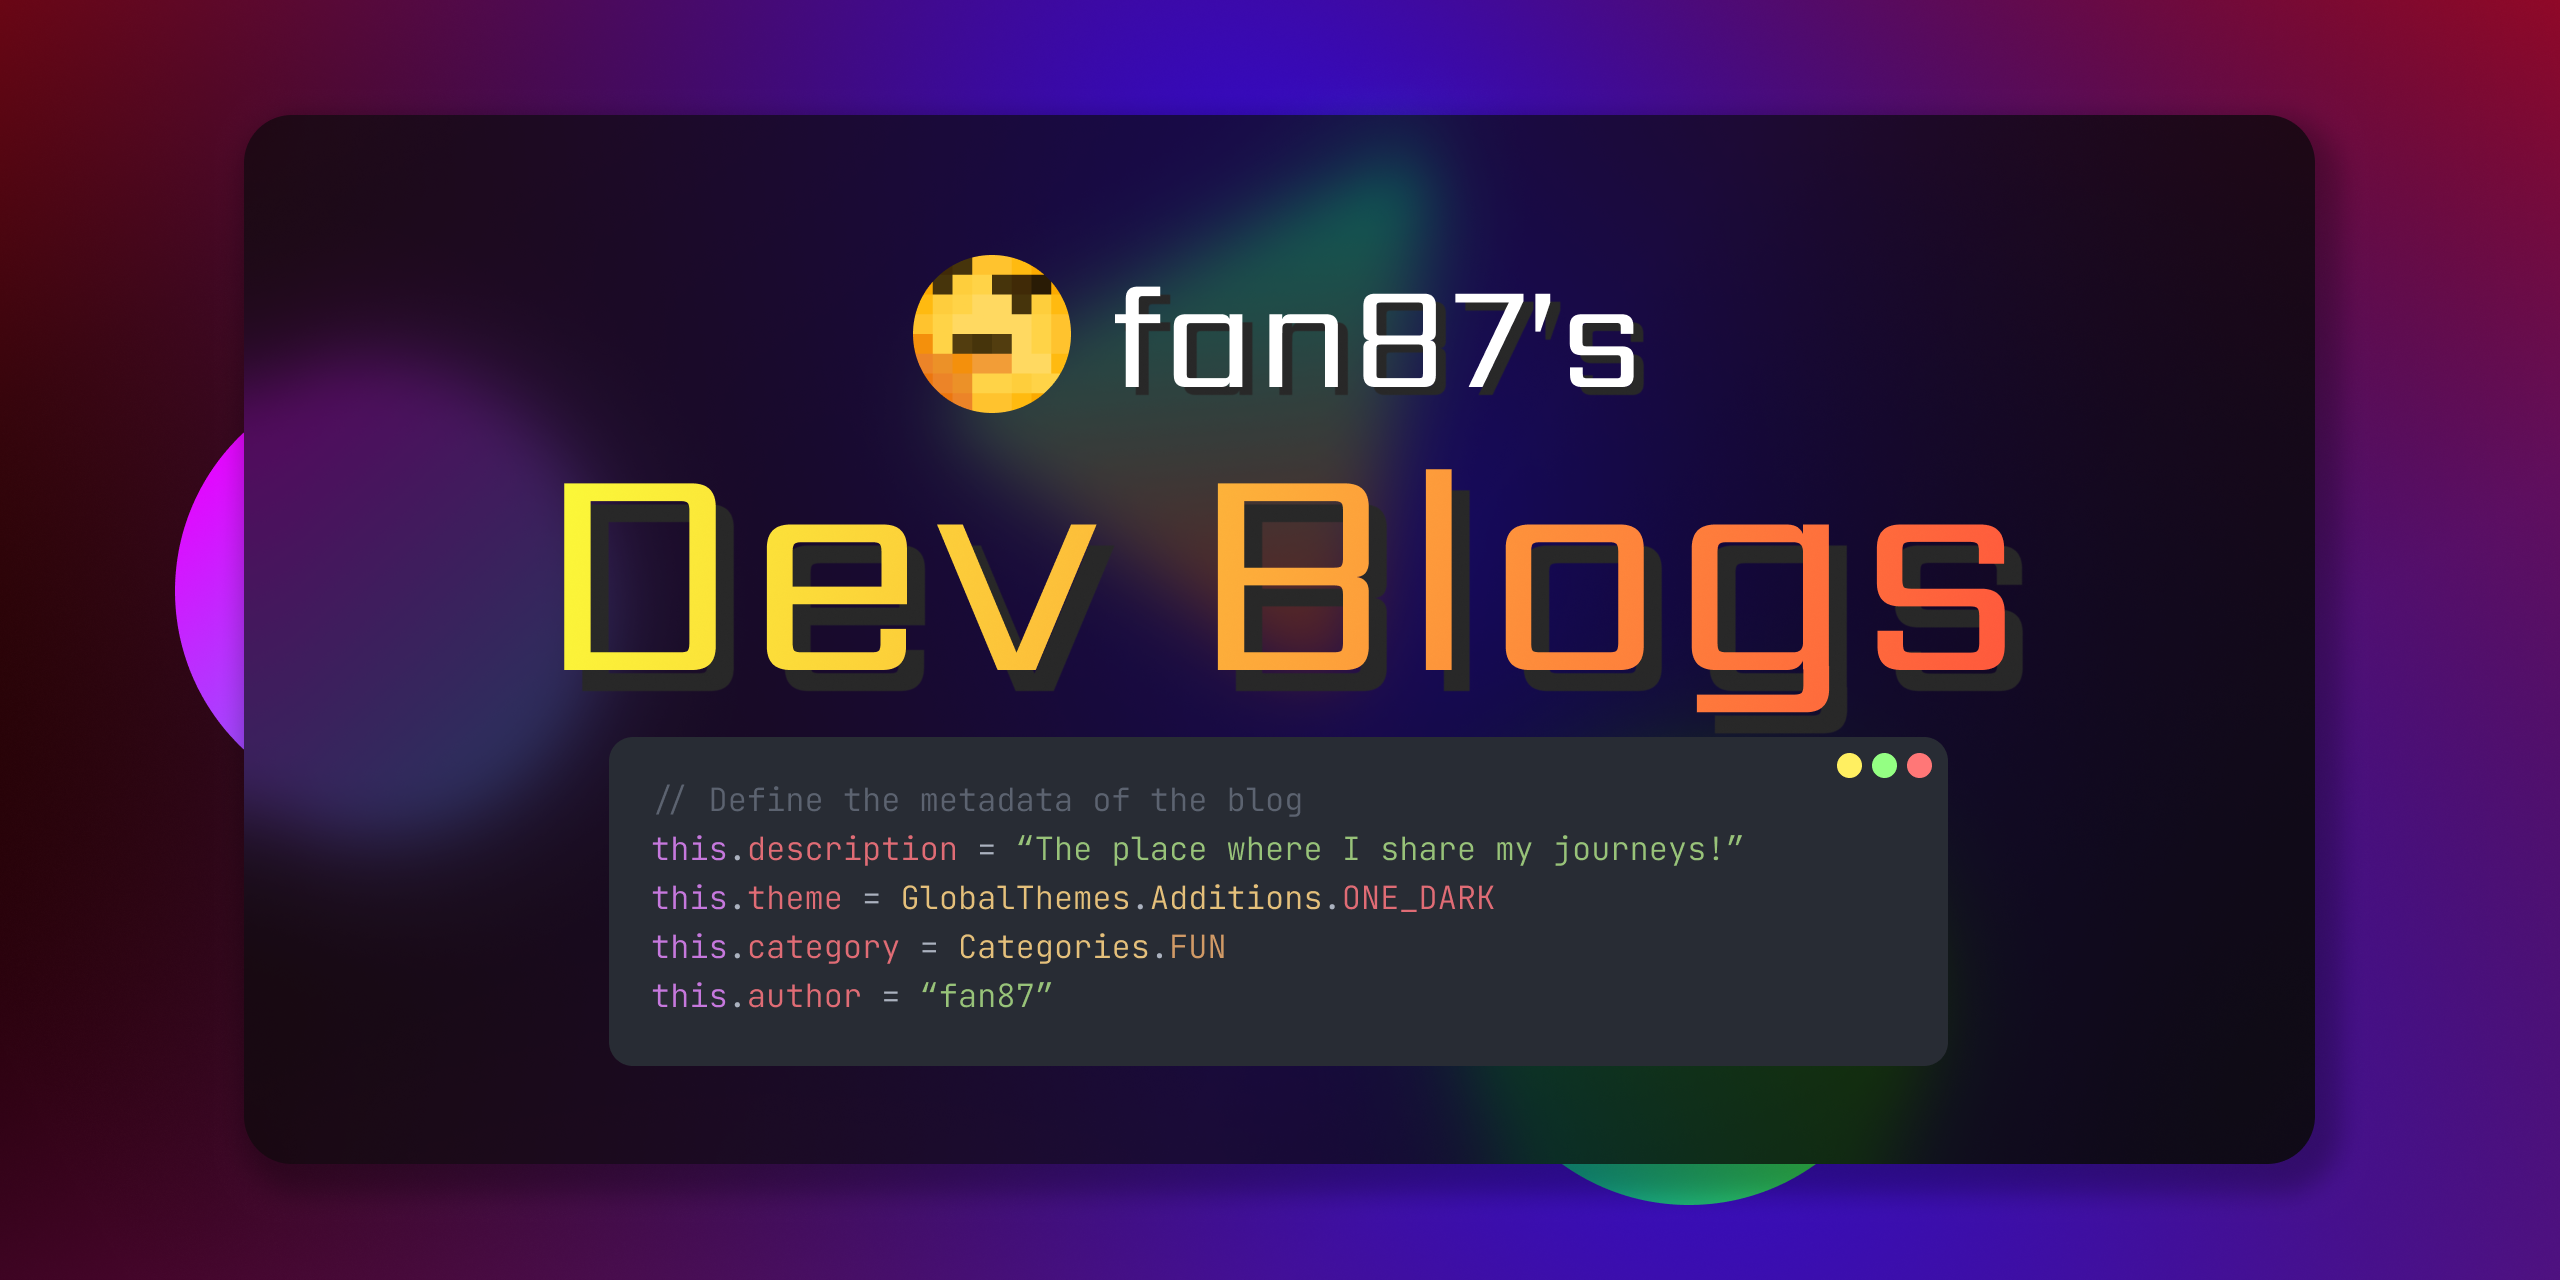 fan87's
Dev Blogs
// Define the metadata of the blog
this.description = “The place where I share my journeys!”
this.theme = GlobalThemes.Additions.ONE_DARK
this.category = Categories.FUN
this.author = “fan87”